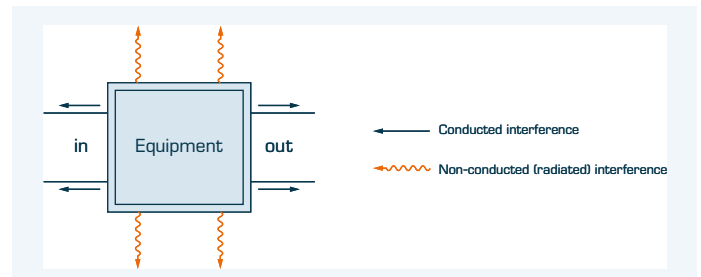 in
Equipment
out
Conducted interference
Non-conducted (radiated) interference